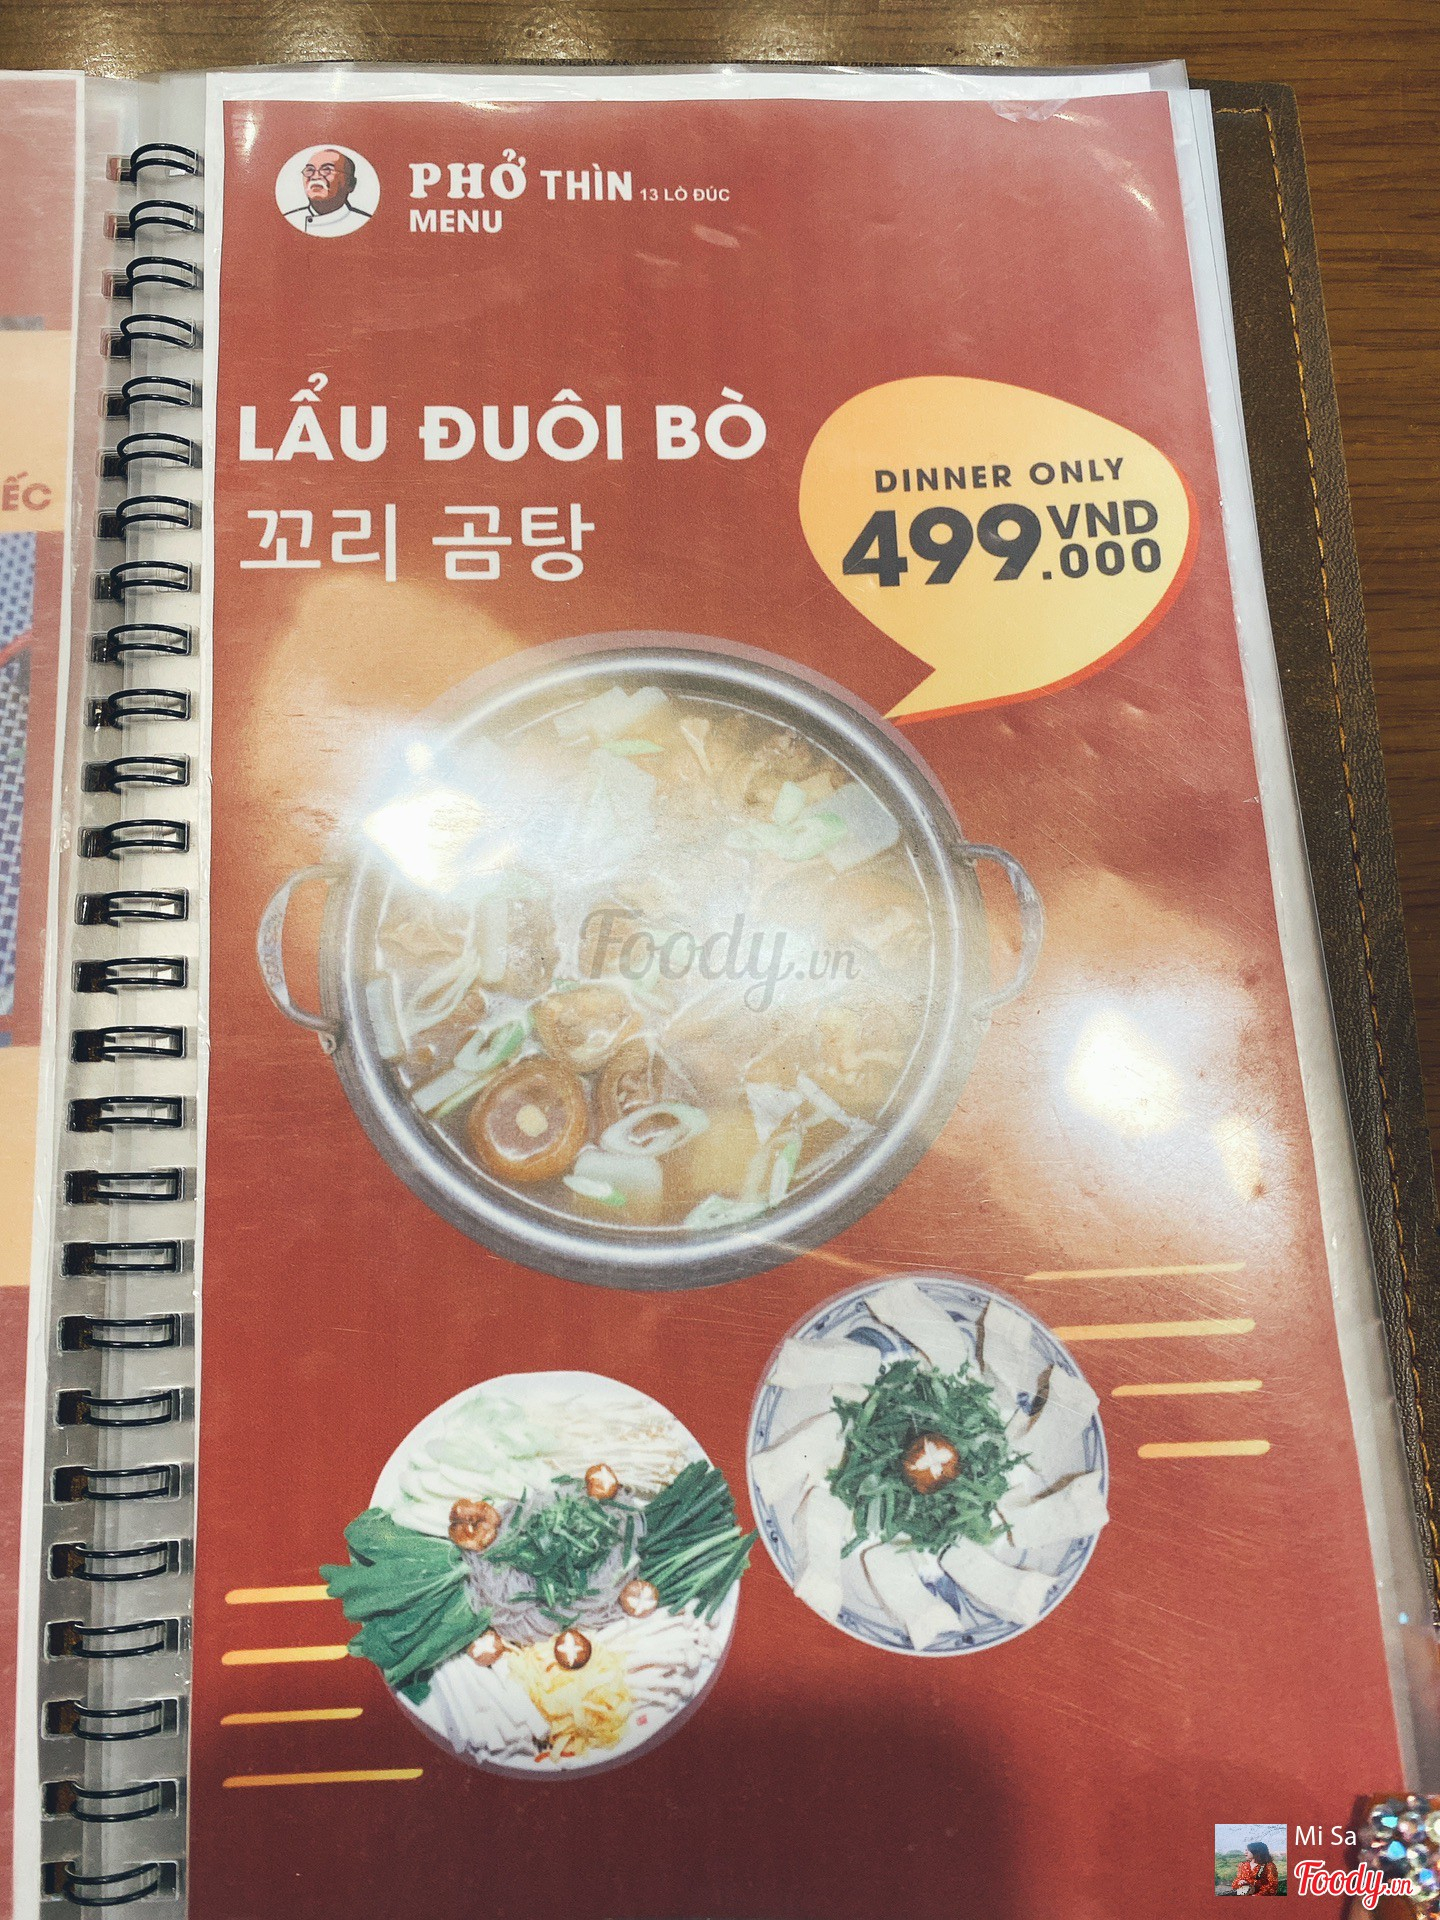 PHỞ THÌN 13 LÒ ĐÚC
MENU
LẨU ĐUÔI BÒ
꼬리 곰탕
DINNER ONLY
499.000 VND
ẾC
Foody.vn
Mi Sa
Foody.vn